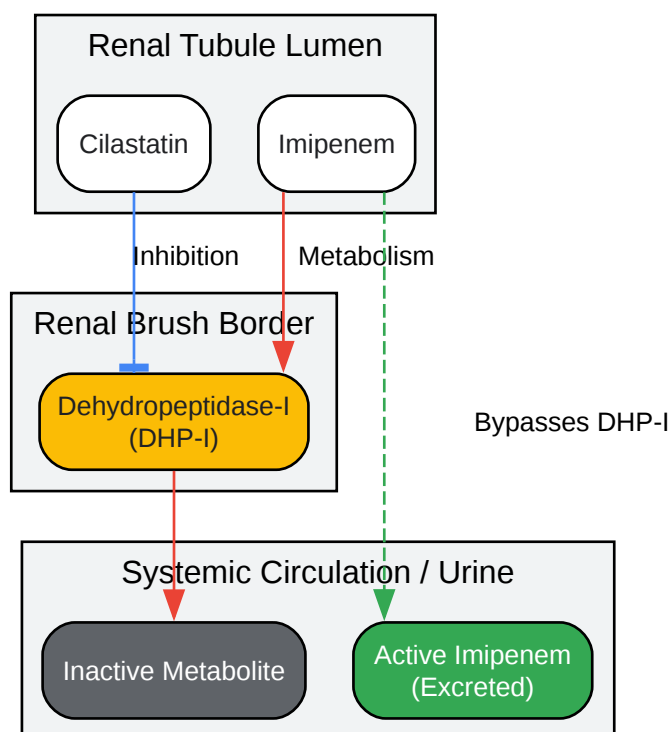 Renal Tubule Lumen
Cilastatin
Imipenem
Inhibition
Metabolism
Renal Brush Border
Dehydropeptidase-I
(DHP-I)
Bypasses DHP-I
Systemic Circulation / Urine
Inactive Metabolite
Active Imipenem
(Excreted)